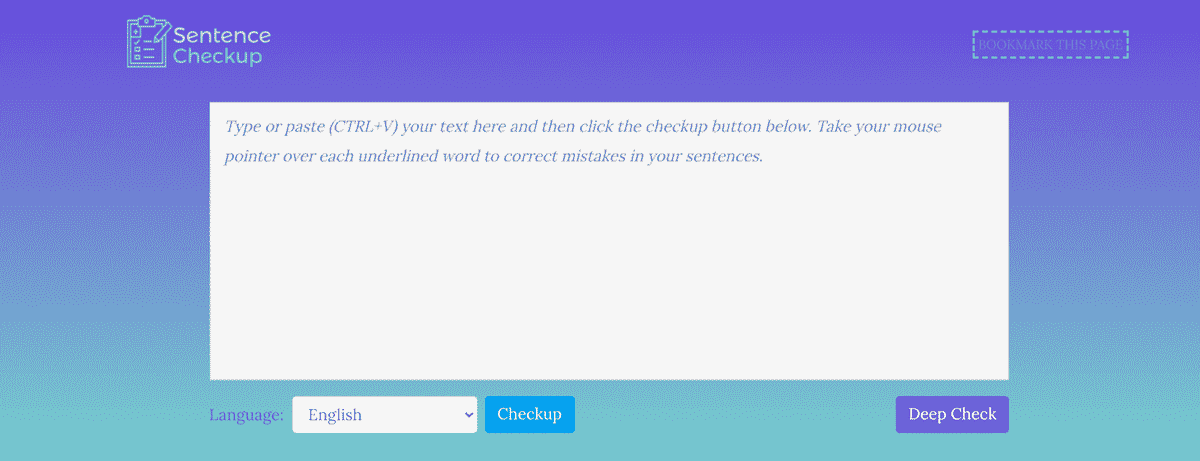 Sentence
Checkup
BOOKMARK THIS PAGE
Type or paste (CTRL+V) your text here and then click the checkup button below. Take your mouse
pointer over each underlined word to correct mistakes in your sentences.
Language: English Checkup Deep Check